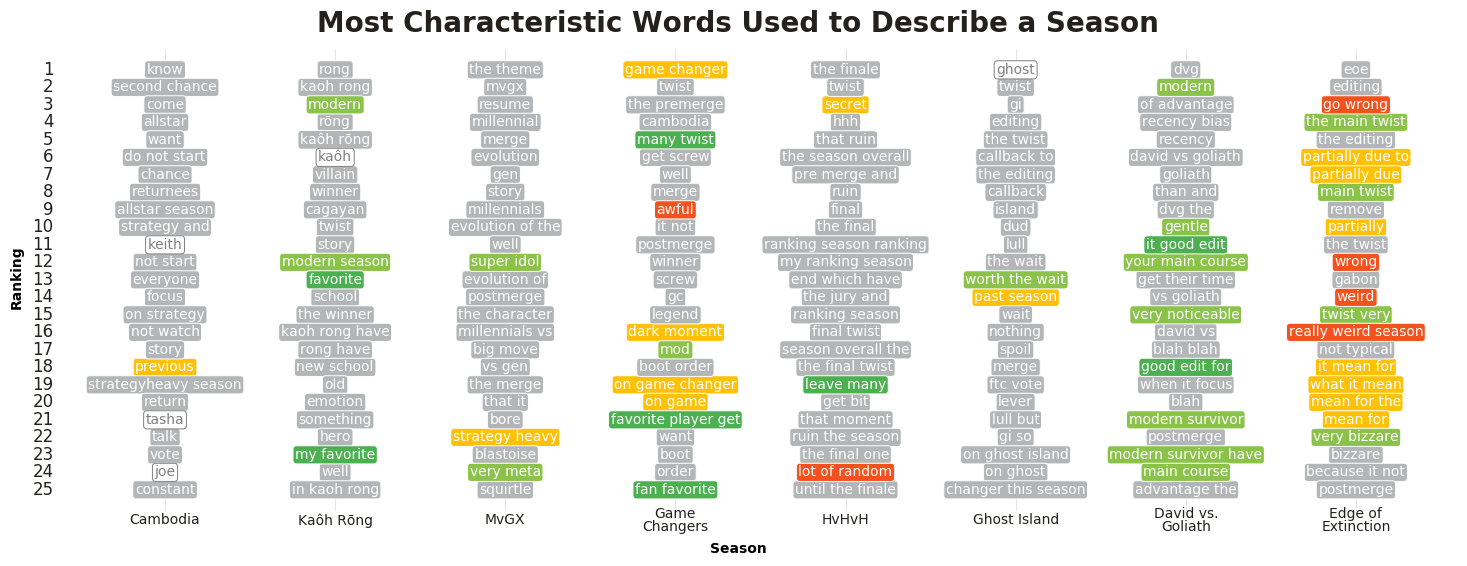 Most Characteristic Words Used to Describe a Season
1 know rong the theme game changer the finale ghost dvg eoe
2 second chance kaoh rong mvgx twist twist twist modern editing
3 come modern resume the premerge secret gi of advantage go wrong
4 allstar rōng millennial cambodia hhh editing recency bias the main twist
5 want kaôh rōng merge many twist that ruin the twist recency the editing
6 do not start kaôh evolution get screw the season overall callback to david vs goliath partially due to
7 chance villain gen well pre merge and the editing goliath partially due
8 returnees winner story merge ruin callback than and main twist
9 allstar season cagayan millennials awful final island dvg the remove
10 strategy and twist evolution of the it not the final dud gentle partially
11 keith story well postmerge ranking season ranking lull it good edit the twist
12 not start modern season super idol winner my ranking season the wait your main course wrong
13 everyone favorite evolution of screw end which have worth the wait get their time gabon
14 focus school postmerge gc the jury and past season vs goliath weird
15 on strategy the winner the character legend ranking season wait very noticeable twist very
16 not watch kaoh rong have millennials vs dark moment final twist nothing david vs really weird season
17 story rong have big move mod season overall the spoil blah blah not typical
18 previous new school vs gen boot order the final twist merge good edit for it mean for
19 strategyheavy season old the merge on game changer leave many ftc vote when it focus what it mean
20 return emotion that it on game get bit lever blah mean for the
21 tasha something bore favorite player get that moment lull but modern survivor mean for
22 talk hero strategy heavy want ruin the season gi so postmerge very bizzare
23 vote my favorite blastoise boot the final one on ghost island modern survivor have bizzare
24 joe well very meta order lot of random on ghost main course because it not
25 constant in kaoh rong squirtle fan favorite until the finale changer this season advantage the postmerge
Ranking
Cambodia Kaôh Rōng MvGX Game Changers HvHvH Ghost Island David vs. Goliath Edge of Extinction
Season